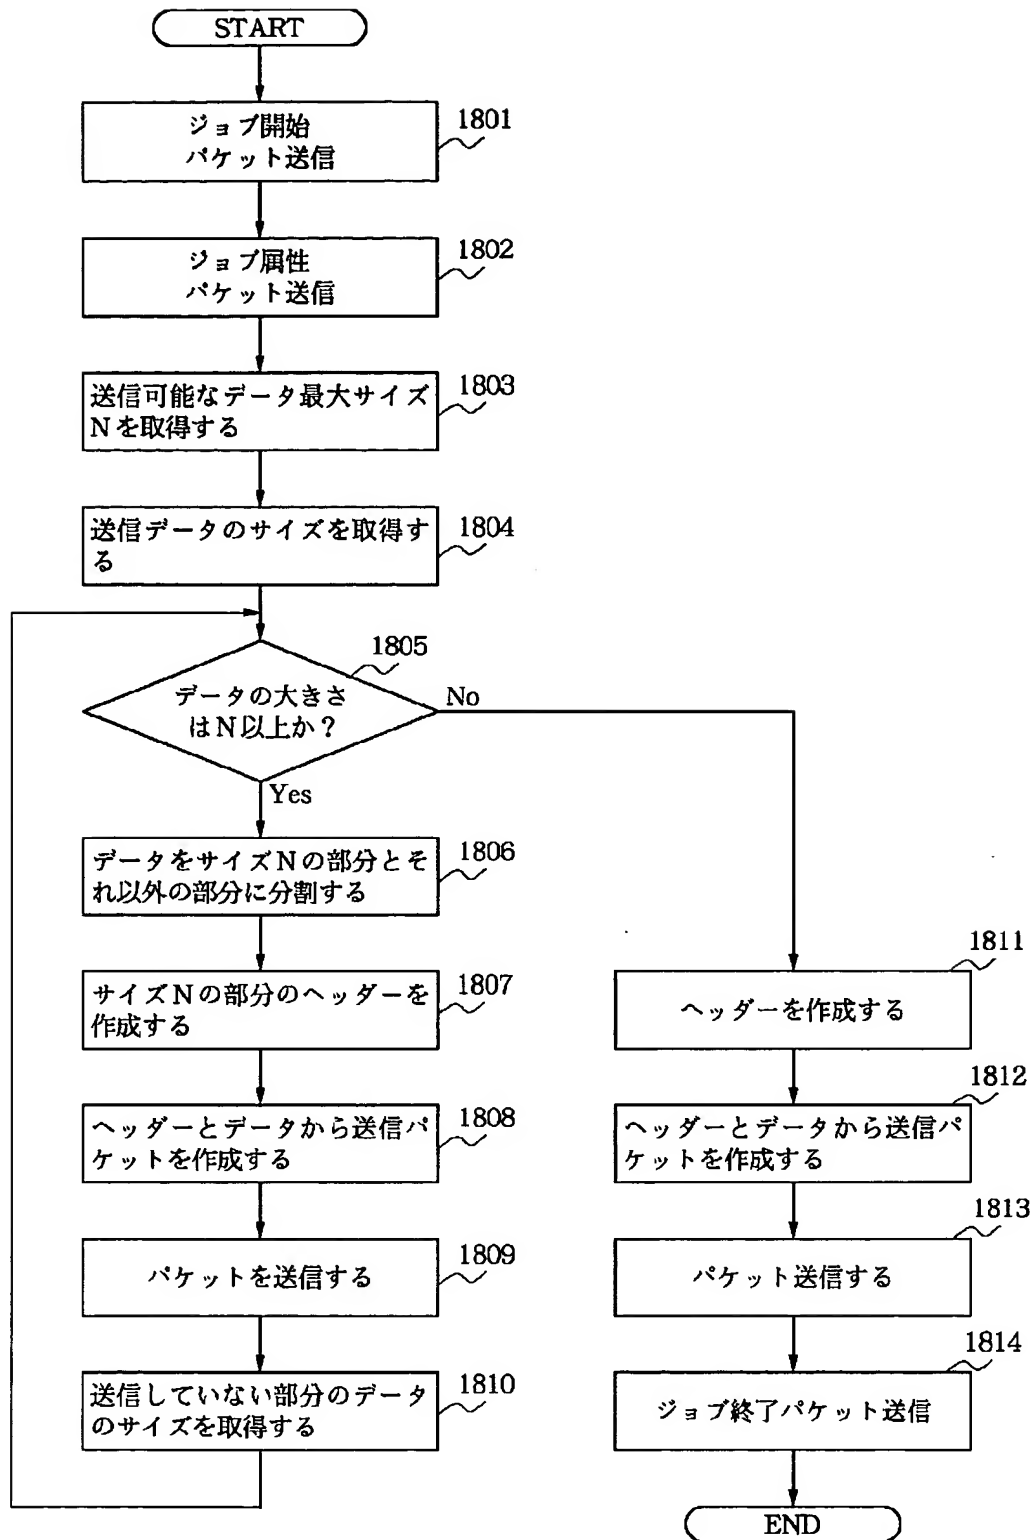 START
ジョブ開始
パケット送信
1801
ジョブ属性
パケット送信
1802
送信可能なデータ最大サイズ
Nを取得する
1803
送信データのサイズを取得す
る
1804
1805
データの大きさ
はN以上か？
No
Yes
データをサイズNの部分とそ
れ以外の部分に分割する
1806
サイズNの部分のヘッダーを
作成する
1807
ヘッダーとデータから送信パ
ケットを作成する
1808
パケットを送信する
1809
送信していない部分のデータ
のサイズを取得する
1810
1811
ヘッダーを作成する
1812
ヘッダーとデータから送信パ
ケットを作成する
1813
パケット送信する
1814
ジョブ終了パケット送信
END